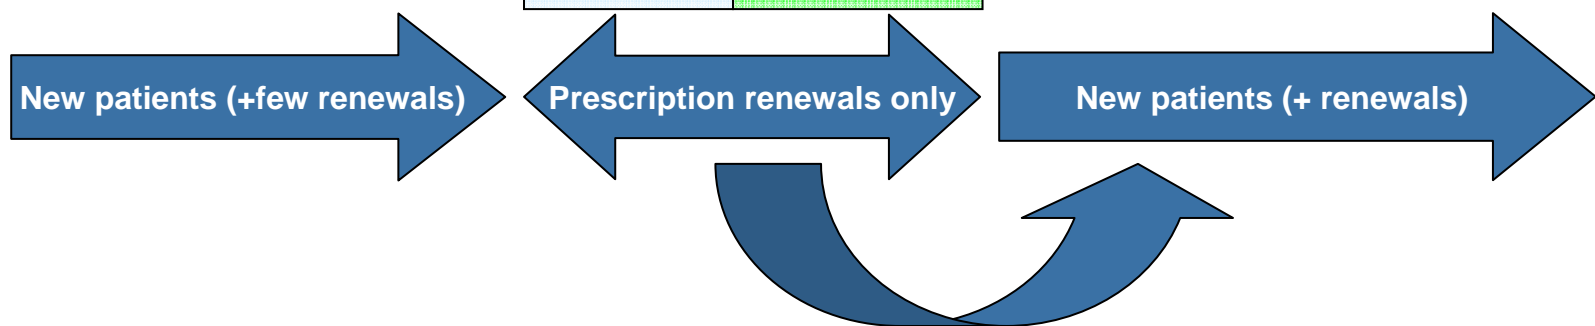 New patients (+few renewals)
Prescription renewals only
New patients (+ renewals)